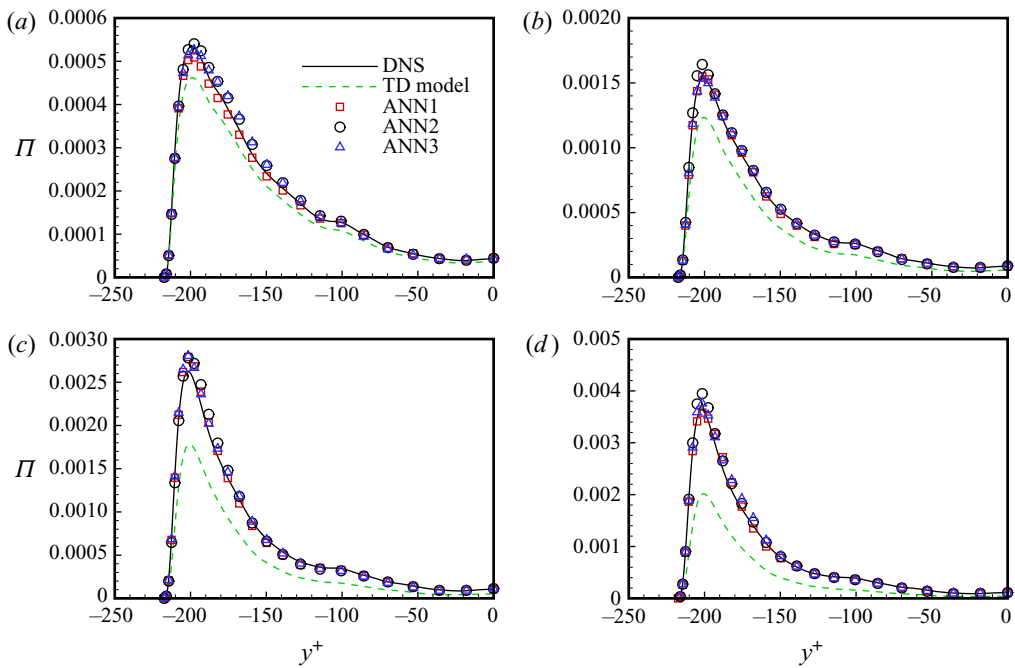 (a)
0.0006
0.0005
0.0004
0.0003
0.0002
0.0001
0
Π
DNS
TD model
ANN1
ANN2
ANN3
−250 −200 −150 −100 −50 0
(b)
0.0020
0.0015
0.0010
0.0005
0
−250 −200 −150 −100 −50 0
(c)
0.0030
0.0025
0.0020
0.0015
0.0010
0.0005
0
Π
−250 −200 −150 −100 −50 0
y⁺
(d)
0.005
0.004
0.003
0.002
0.001
0
−250 −200 −150 −100 −50 0
y⁺